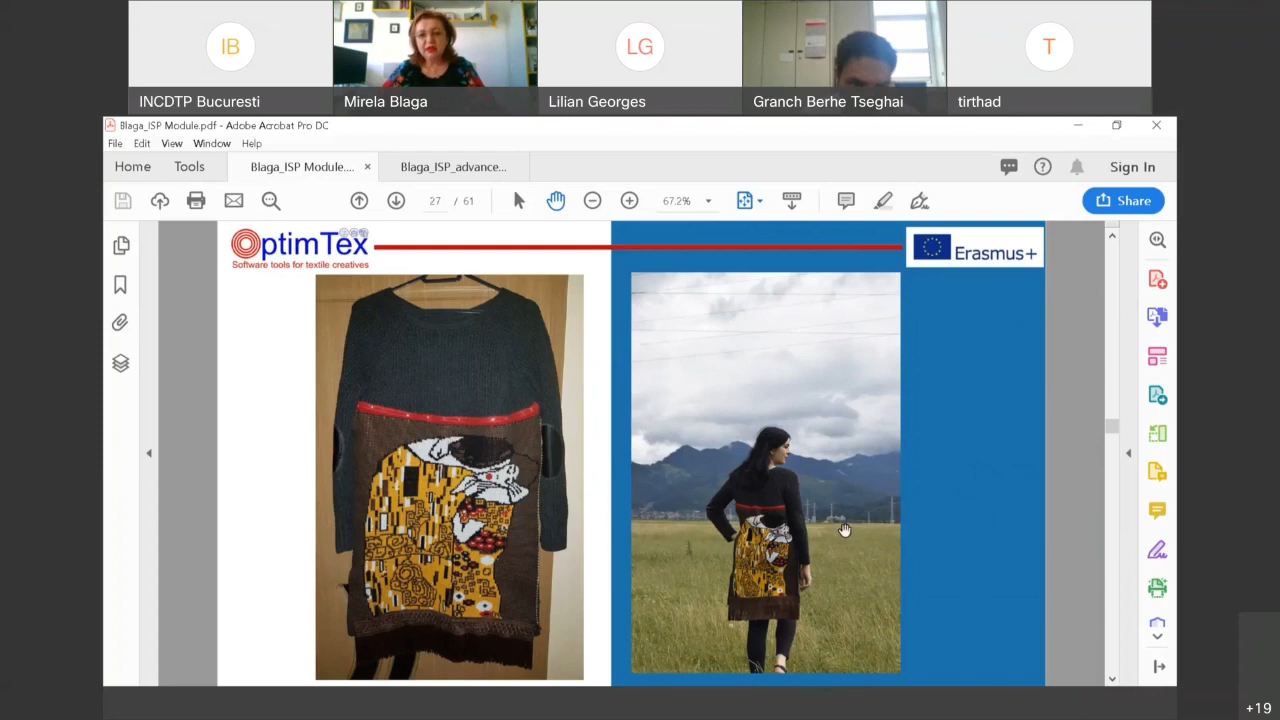 IB
INCDTP Bucuresti
Mirela Blaga
LG
Lilian Georges
Granch Berhe Tseghai
T
tirthad
Blaga_ISP Module.pdf - Adobe Acrobat Pro DC
File Edit View Window Help
Home Tools Blaga_ISP Module.... × Blaga_ISP_advance... Sign In
27 / 61 67.2% Share
OptimTex
Software tools for textile creatives
Erasmus+
+19